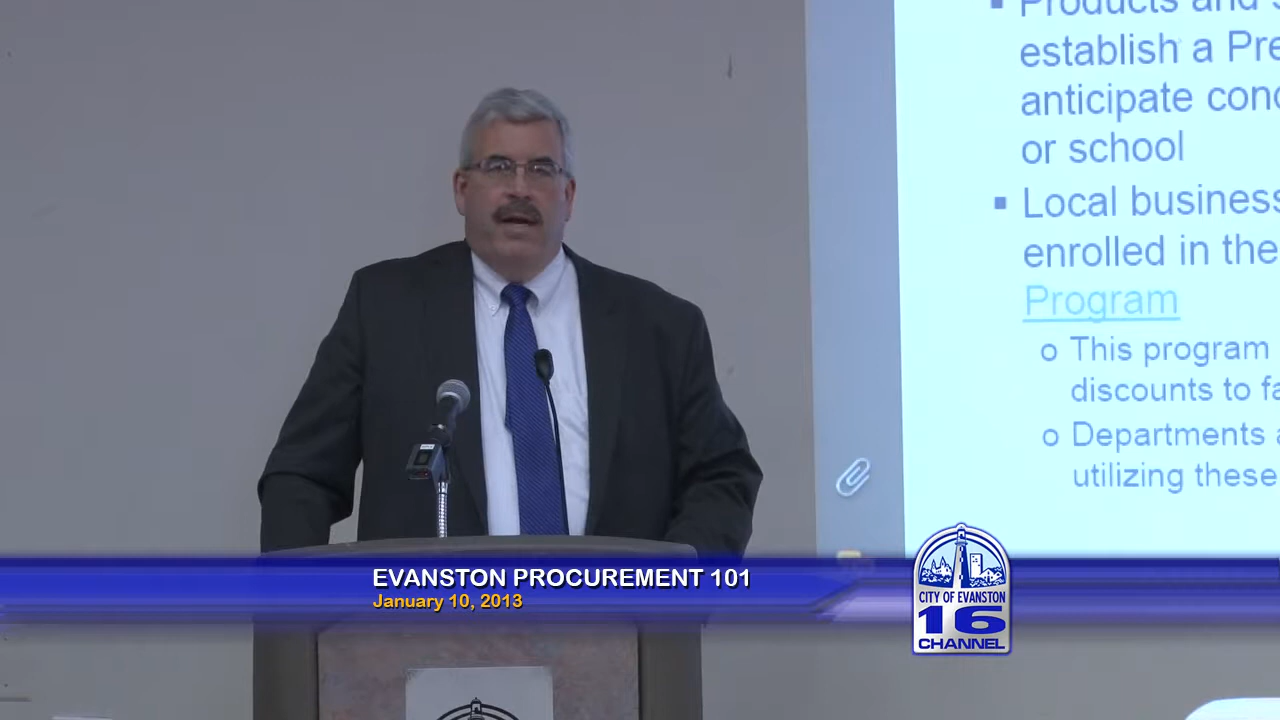 Products and
establish a Pre
anticipate conc
or school
Local business
enrolled in the
Program
This program
discounts to fa
Departments a
utilizing these
EVANSTON PROCUREMENT 101
January 10, 2013
CITY OF EVANSTON
16
CHANNEL